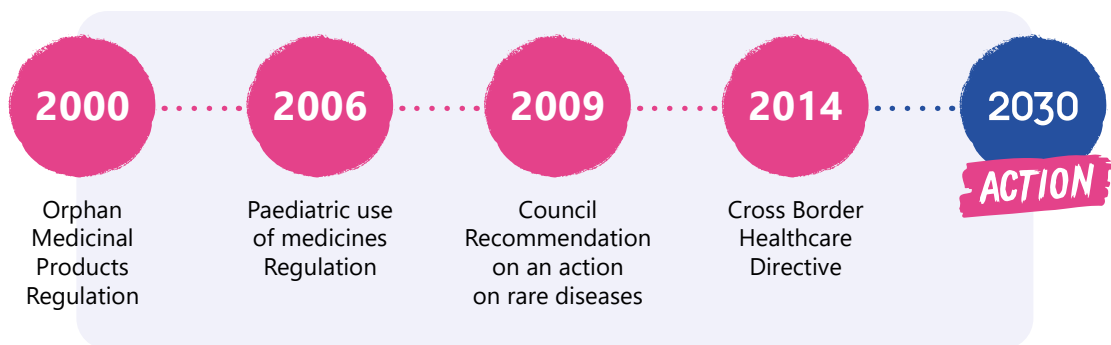 2000
Orphan
Medicinal
Products
Regulation
2006
Paediatric use
of medicines
Regulation
2009
Council
Recommendation
on an action
on rare diseases
2014
Cross Border
Healthcare
Directive
2030
ACTION